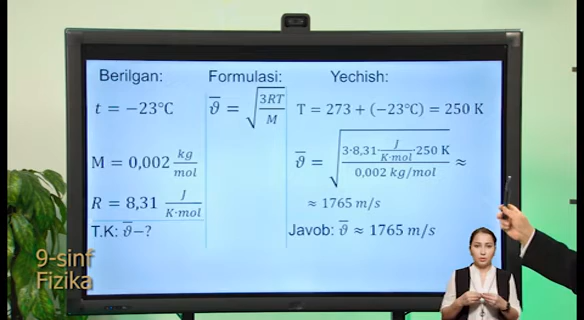 Berilgan: Formulasi: Yechish:
t = −23°C ϑ̅ = √(3RT/M) T = 273 + (−23°C) = 250 K
M = 0,002 kg/mol ϑ̅ = √((3·8,31 J/(K·mol)·250 K)/(0,002 kg/mol)) ≈
R = 8,31 J/(K·mol) ≈ 1765 m/s
T.K: ϑ̅−? Javob: ϑ̅ ≈ 1765 m/s
9-sinf
Fizika